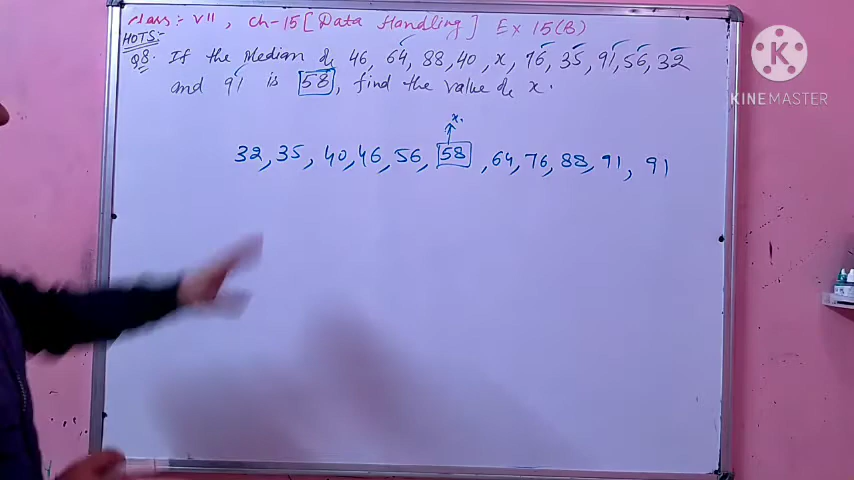 Class:- VII, Ch-15 [Data Handling] Ex 15(B)
HOTS:-
Q8. If the Median of 46, 64, 88, 40, x, 76, 35, 91, 56, 32
and 91 is 58, find the value of x.
x.
32, 35, 40, 46, 56, 58, 64, 76, 88, 91, 91
K
KINEMASTER